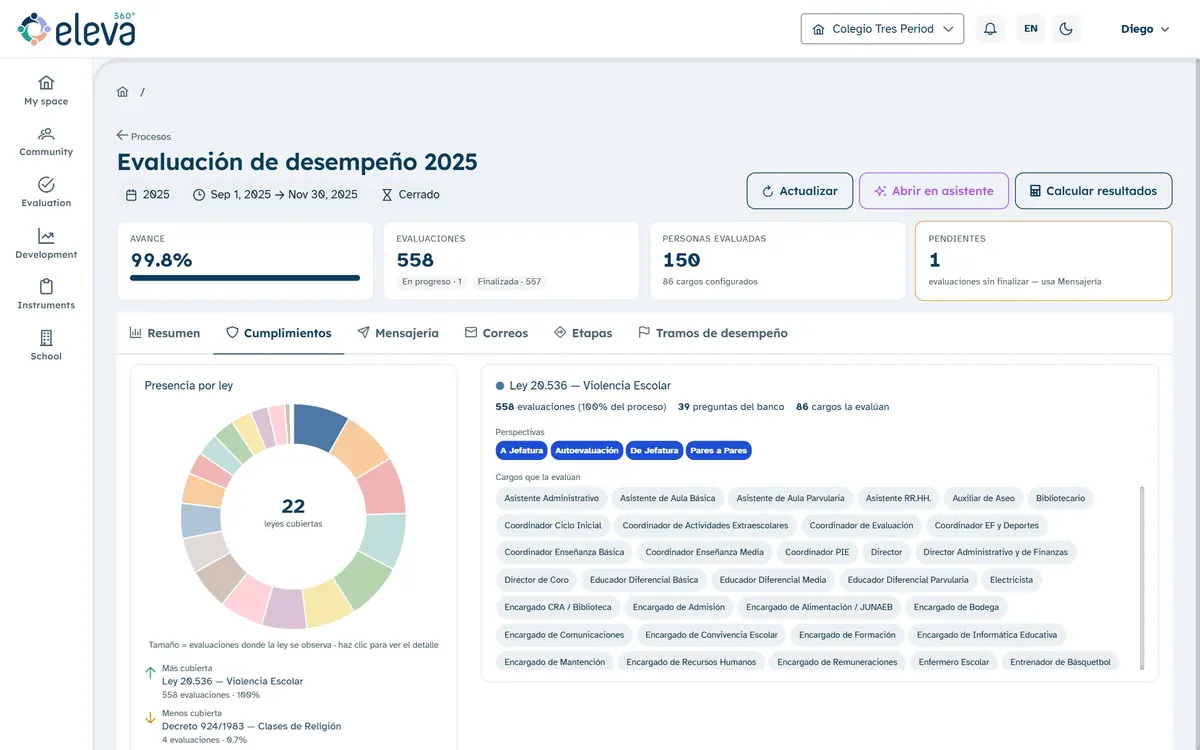 eleva 360°
Colegio Tres Period
EN
Diego
My space
Community
Evaluation
Development
Instruments
School
/
← Procesos
Evaluación de desempeño 2025
2025
Sep 1, 2025 → Nov 30, 2025
Cerrado
Actualizar
Abrir en asistente
Calcular resultados
AVANCE
99.8%
EVALUACIONES
558
En progreso · 1
Finalizada · 557
PERSONAS EVALUADAS
150
86 cargos configurados
PENDIENTES
1
evaluaciones sin finalizar — usa Mensajería
Resumen
Cumplimientos
Mensajería
Correos
Etapas
Tramos de desempeño
Presencia por ley
22
leyes cubiertas
Tamaño = evaluaciones donde la ley se observa · haz clic para ver el detalle
Más cubierta
Ley 20.536 — Violencia Escolar
558 evaluaciones · 100%
Menos cubierta
Decreto 924/1983 — Clases de Religión
4 evaluaciones · 0.7%
Ley 20.536 — Violencia Escolar
558 evaluaciones (100% del proceso) 39 preguntas del banco 86 cargos la evalúan
Perspectivas
A Jefatura Autoevaluación De Jefatura Pares a Pares
Cargos que la evalúan
Asistente Administrativo Asistente de Aula Básica Asistente de Aula Parvularia Asistente RR.HH. Auxiliar de Aseo Bibliotecario
Coordinador Ciclo Inicial Coordinador de Actividades Extraescolares Coordinador de Evaluación Coordinador EF y Deportes
Coordinador Enseñanza Básica Coordinador Enseñanza Media Coordinador PIE Director Director Administrativo y de Finanzas
Director de Coro Educador Diferencial Básica Educador Diferencial Media Educador Diferencial Parvularia Electricista
Encargado CRA / Biblioteca Encargado de Admisión Encargado de Alimentación / JUNAEB Encargado de Bodega
Encargado de Comunicaciones Encargado de Convivencia Escolar Encargado de Formación Encargado de Informática Educativa
Encargado de Mantención Encargado de Recursos Humanos Encargado de Remuneraciones Enfermero Escolar Entrenador de Básquetbol